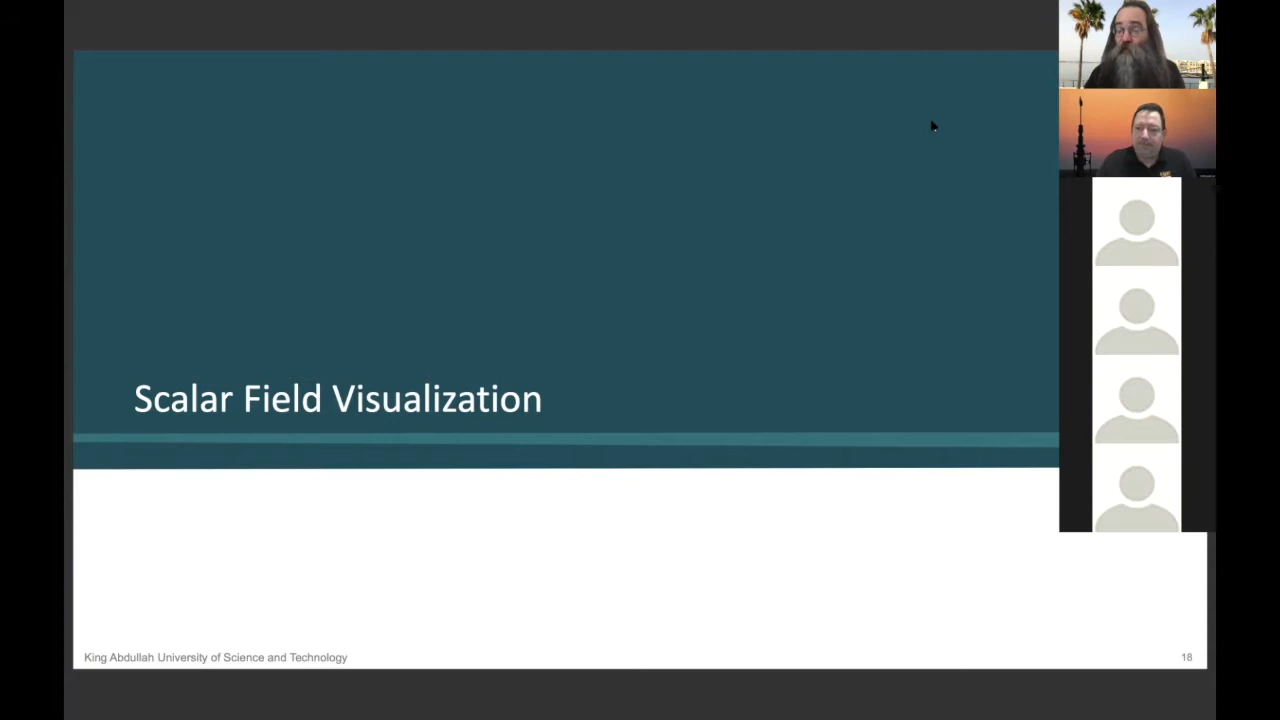 Scalar Field Visualization
King Abdullah University of Science and Technology
18